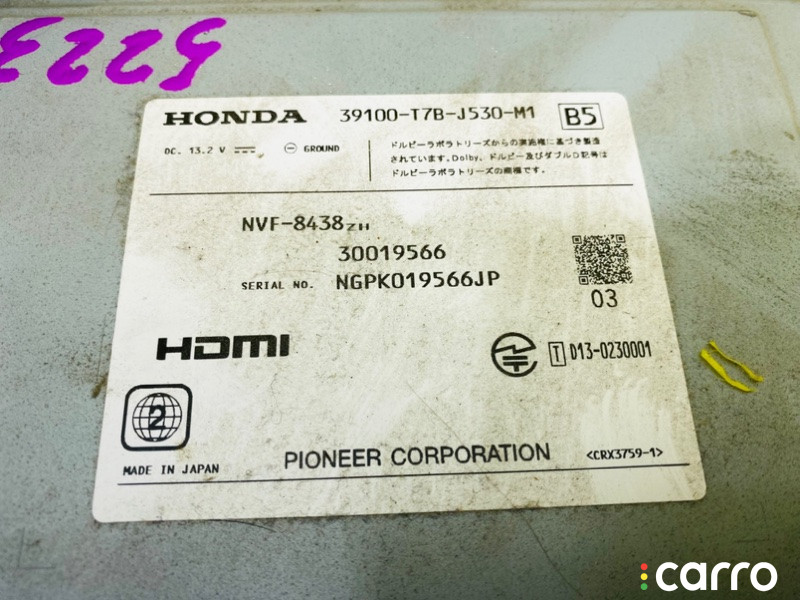 5223
HONDA 39100-T7B-J530-M1 B5
DC. 13.2 V GROUND
ドルビーラボラトリーズからの実施権に基づき製造
されています。Dolby、ドルビー及びダブルD記号は
ドルビーラボラトリーズの商標です。
NVF-8438ZH
30019566
SERIAL NO. NGPK019566JP
03
HDMI
T D13-0230001
2
MADE IN JAPAN
PIONEER CORPORATION
<CRX3759-1>
carro